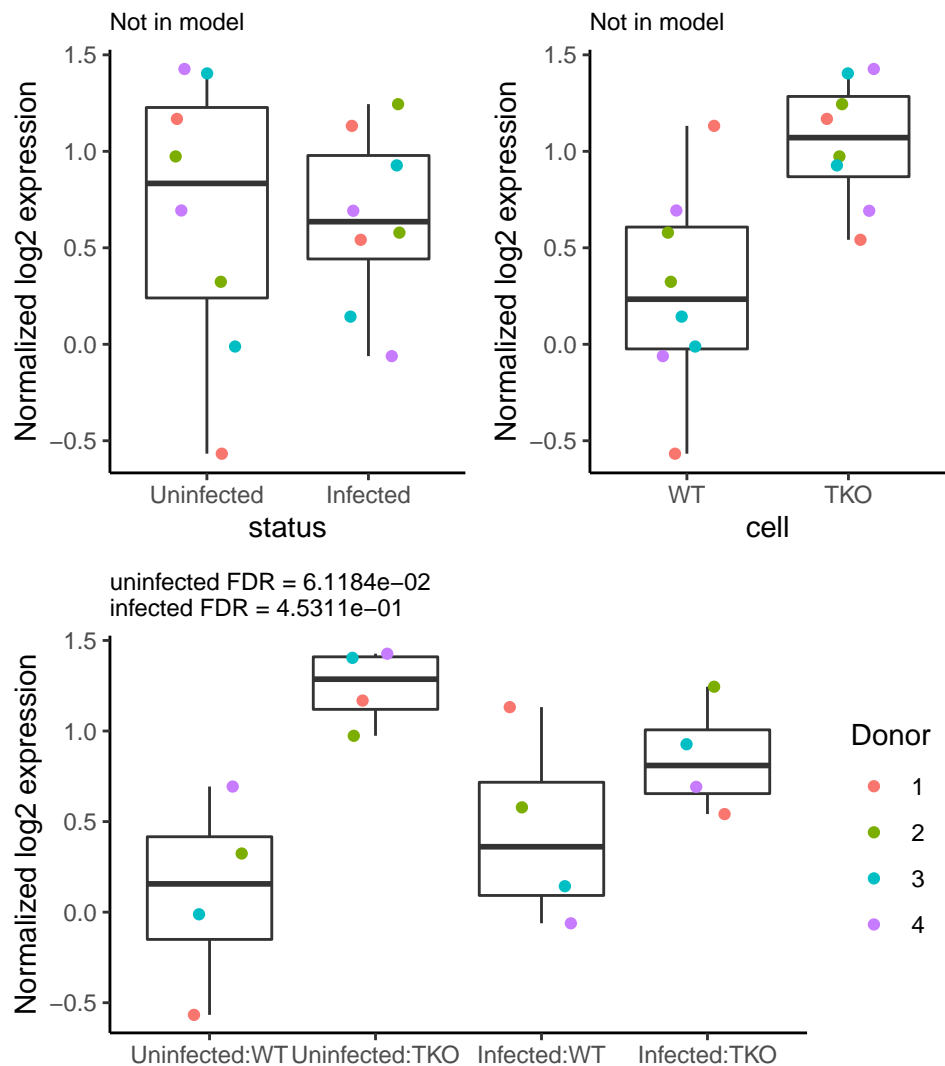 Not in model
Normalized log2 expression
1.5
1.0
0.5
0.0
−0.5
Uninfected Infected
status
Not in model
Normalized log2 expression
1.5
1.0
0.5
0.0
−0.5
WT TKO
cell
uninfected FDR = 6.1184e−02
infected FDR = 4.5311e−01
Normalized log2 expression
1.5
1.0
0.5
0.0
−0.5
Uninfected:WT Uninfected:TKO Infected:WT Infected:TKO
Donor
1
2
3
4